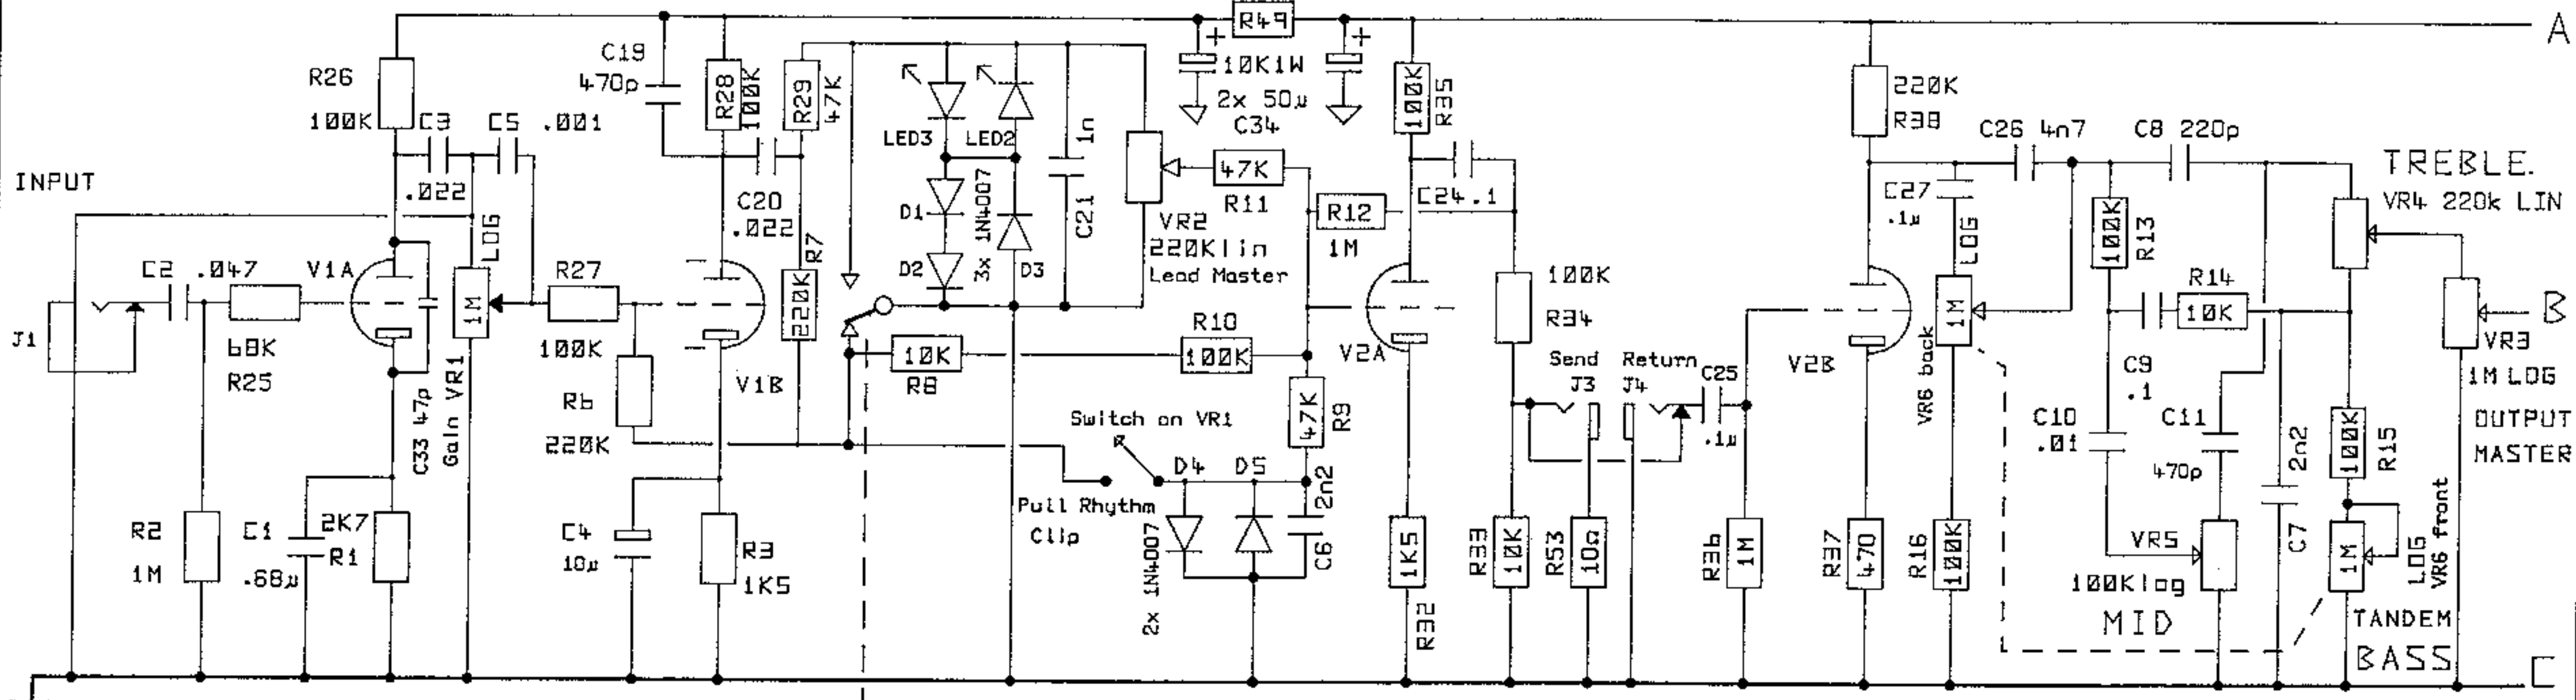 R49
A
10K1W
2x 50µ
C34
R26
100K
C3
.022
C5
.001
C19
470p
R28
100K
R29
47K
C20
.022
LED3
LED2
D1
D2
3x 1N4007
D3
1n
C21
VR2
220Klin
Lead Master
47K
R11
R12
1M
100K
R35
C24.1
INPUT
J1
C2
.047
68K
R25
V1A
C33 47p
LOG
1M
Gain VR1
R27
100K
R6
220K
V1B
R7
220K
10K
R8
R10
100K
47K
R9
V2A
100K
R34
Send
J3
Return
J4
C25
.1µ
Switch on VR1
D4
D5
Pull Rhythm
Clip
2x 1N4007
2n2
C6
R2
1M
C1
.68µ
2K7
R1
C4
10µ
R3
1K5
1K5
R32
R33
10K
R53
10Ω
R36
1M
R37
470
R16
100K
220K
R38
V2B
C27
.1µ
LOG
1M
VR6 back
C26 4n7
C8 220p
100K
R13
R14
10K
C9
.1
C10
.01
C11
470p
VR5
100Klog
MID
2n2
C7
TREBLE.
VR4 220k LIN
B
VR3
1M LOG
OUTPUT
MASTER
100K
R15
1M
LOG
VR6 front
TANDEM
BASS
C